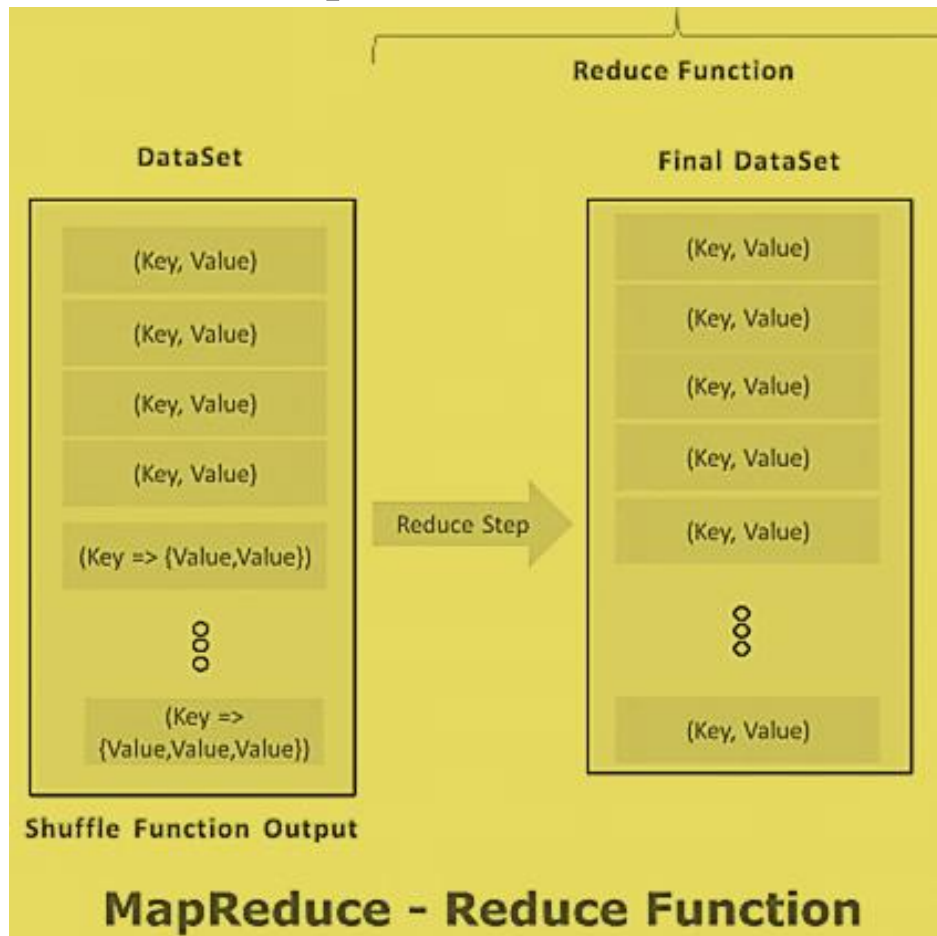 Reduce Function
DataSet
(Key, Value)
(Key, Value)
(Key, Value)
(Key, Value)
(Key => {Value,Value})
(Key =>
{Value,Value,Value})
Shuffle Function Output
Reduce Step
Final DataSet
(Key, Value)
(Key, Value)
(Key, Value)
(Key, Value)
(Key, Value)
(Key, Value)
MapReduce - Reduce Function